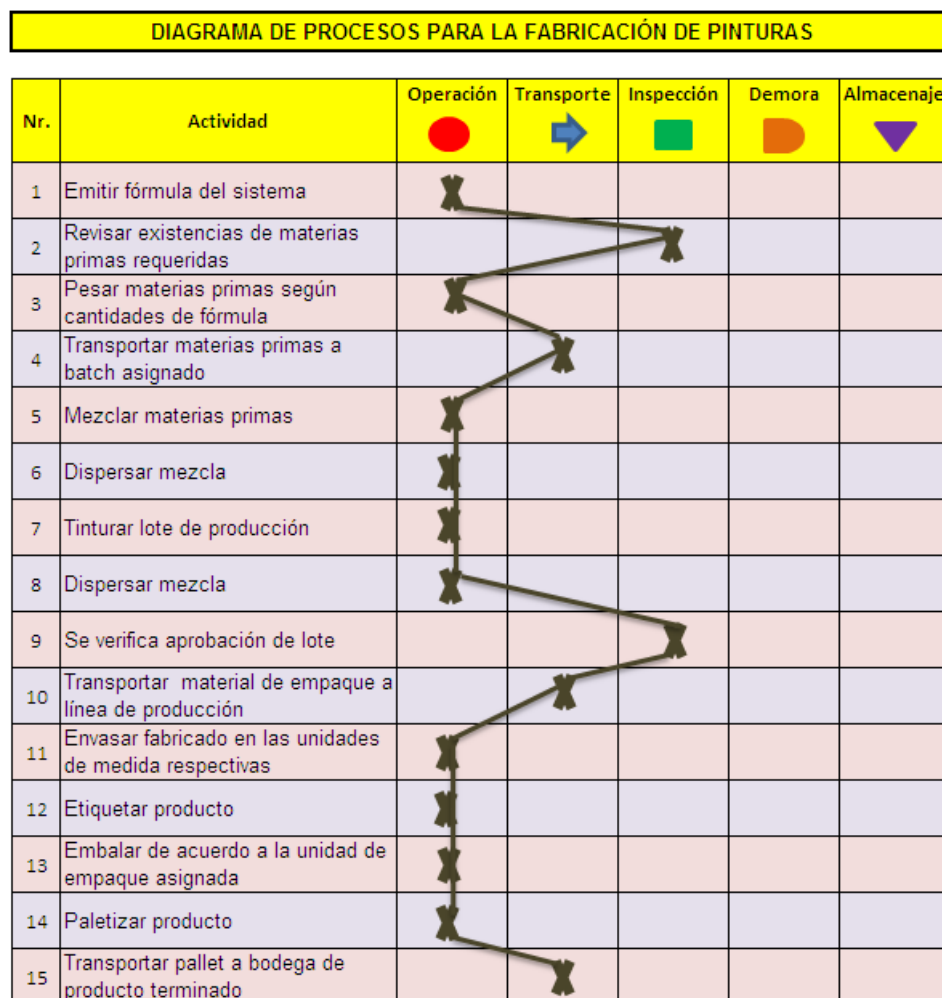 DIAGRAMA DE PROCESOS PARA LA FABRICACIÓN DE PINTURAS
Nr.
Actividad
Operación
Transporte
Inspección
Demora
Almacenaje
1
Emitir fórmula del sistema
2
Revisar existencias de materias
primas requeridas
3
Pesar materias primas según
cantidades de fórmula
4
Transportar materias primas a
batch asignado
5
Mezclar materias primas
6
Dispersar mezcla
7
Tinturar lote de producción
8
Dispersar mezcla
9
Se verifica aprobación de lote
10
Transportar material de empaque a
línea de producción
11
Envasar fabricado en las unidades
de medida respectivas
12
Etiquetar producto
13
Embalar de acuerdo a la unidad de
empaque asignada
14
Paletizar producto
15
Transportar pallet a bodega de
producto terminado